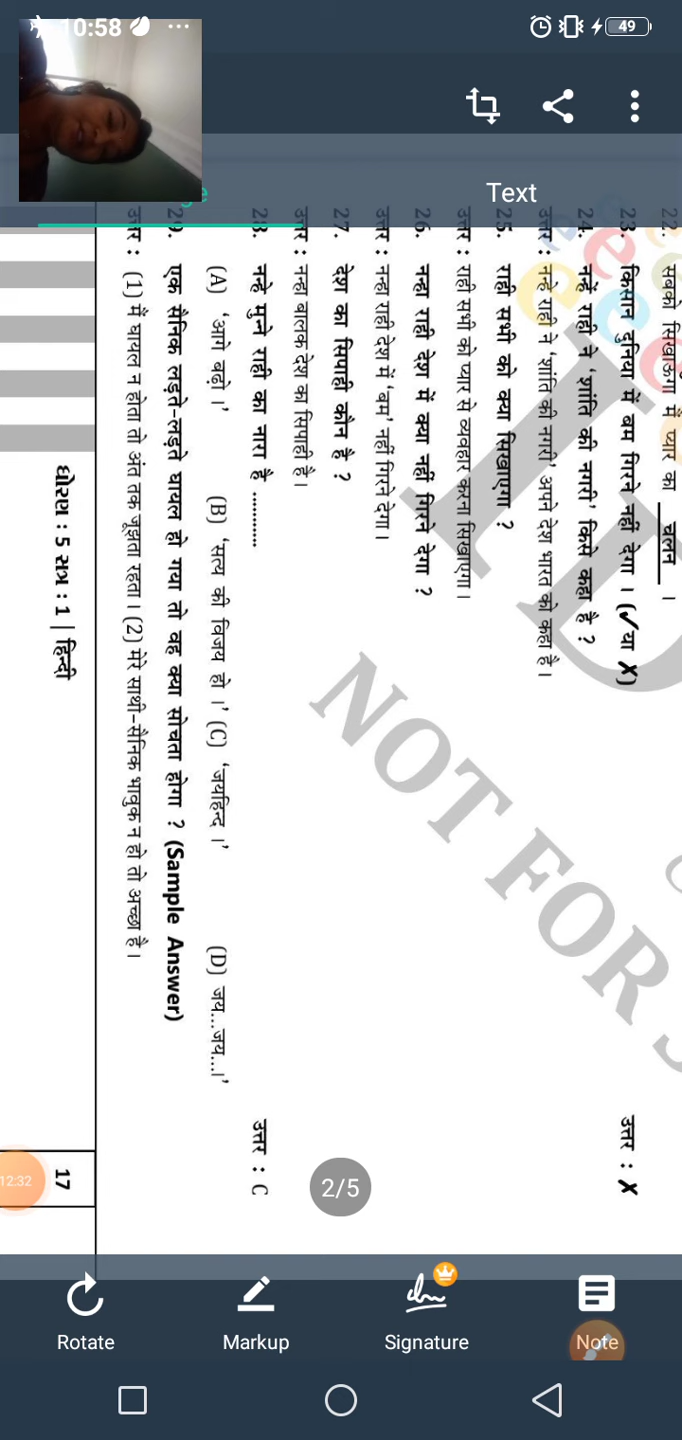 10:58
49
Text
22. सबको सिखाऊँगा मैं प्यार का चलन ।
23. किसान दुनिया में बम गिरने नहीं देगा । (✓या ✗) उत्तर : ✗
24. नन्हें राही ने ‘शांति की नगरी’ किसे कहा है ?
उत्तर : नन्हे राही ने ‘शांति की नगरी’ अपने देश भारत को कहा है।
25. राही सभी को क्या सिखाएगा ?
उत्तर : राही सभी को प्यार से व्यवहार करना सिखाएगा।
26. नन्हा राही देश में क्या नहीं गिरने देगा ?
उत्तर : नन्हा राही देश में ‘बम’ नहीं गिरने देगा।
27. देश का सिपाही कौन है ?
उत्तर : नन्हा बालक देश का सिपाही है।
28. नन्हे मुन्ने राही का नारा है ............ उत्तर : C
(A) ‘आगे बढ़ो।’ (B) ‘सत्य की विजय हो।’ (C) ‘जयहिन्द।’ (D) जय...जय...।’
29. एक सैनिक लड़ते-लड़ते घायल हो गया तो वह क्या सोचता होगा ? (Sample Answer)
उत्तर : (1) मैं घायल न होता तो अंत तक जूझता रहता। (2) मेरे साथी-सैनिक भावुक न हो तो अच्छा है।
ધોરણ : 5 સત્ર : 1 | हिन्दी 17
NOT FOR
2/5
12:32
Rotate Markup Signature Note